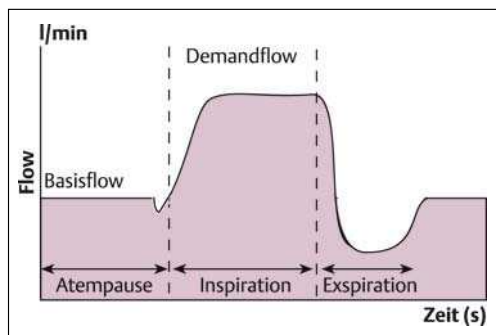 l/min
Demandflow
Basisflow
Flow
Atempause Inspiration Exspiration
Zeit (s)